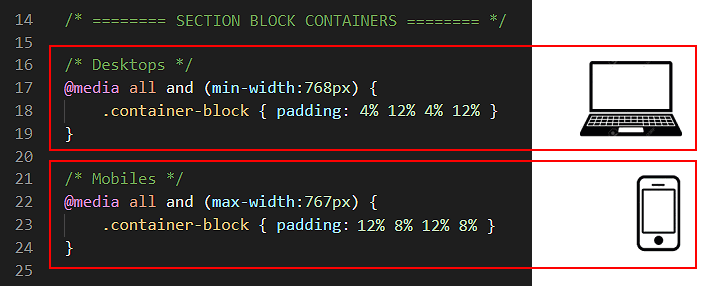 14 /* ======== SECTION BLOCK CONTAINERS ======== */
15
16 /* Desktops */
17 @media all and (min-width:768px) {
18 .container-block { padding: 4% 12% 4% 12% }
19 }
20
21 /* Mobiles */
22 @media all and (max-width:767px) {
23 .container-block { padding: 12% 8% 12% 8% }
24 }
25